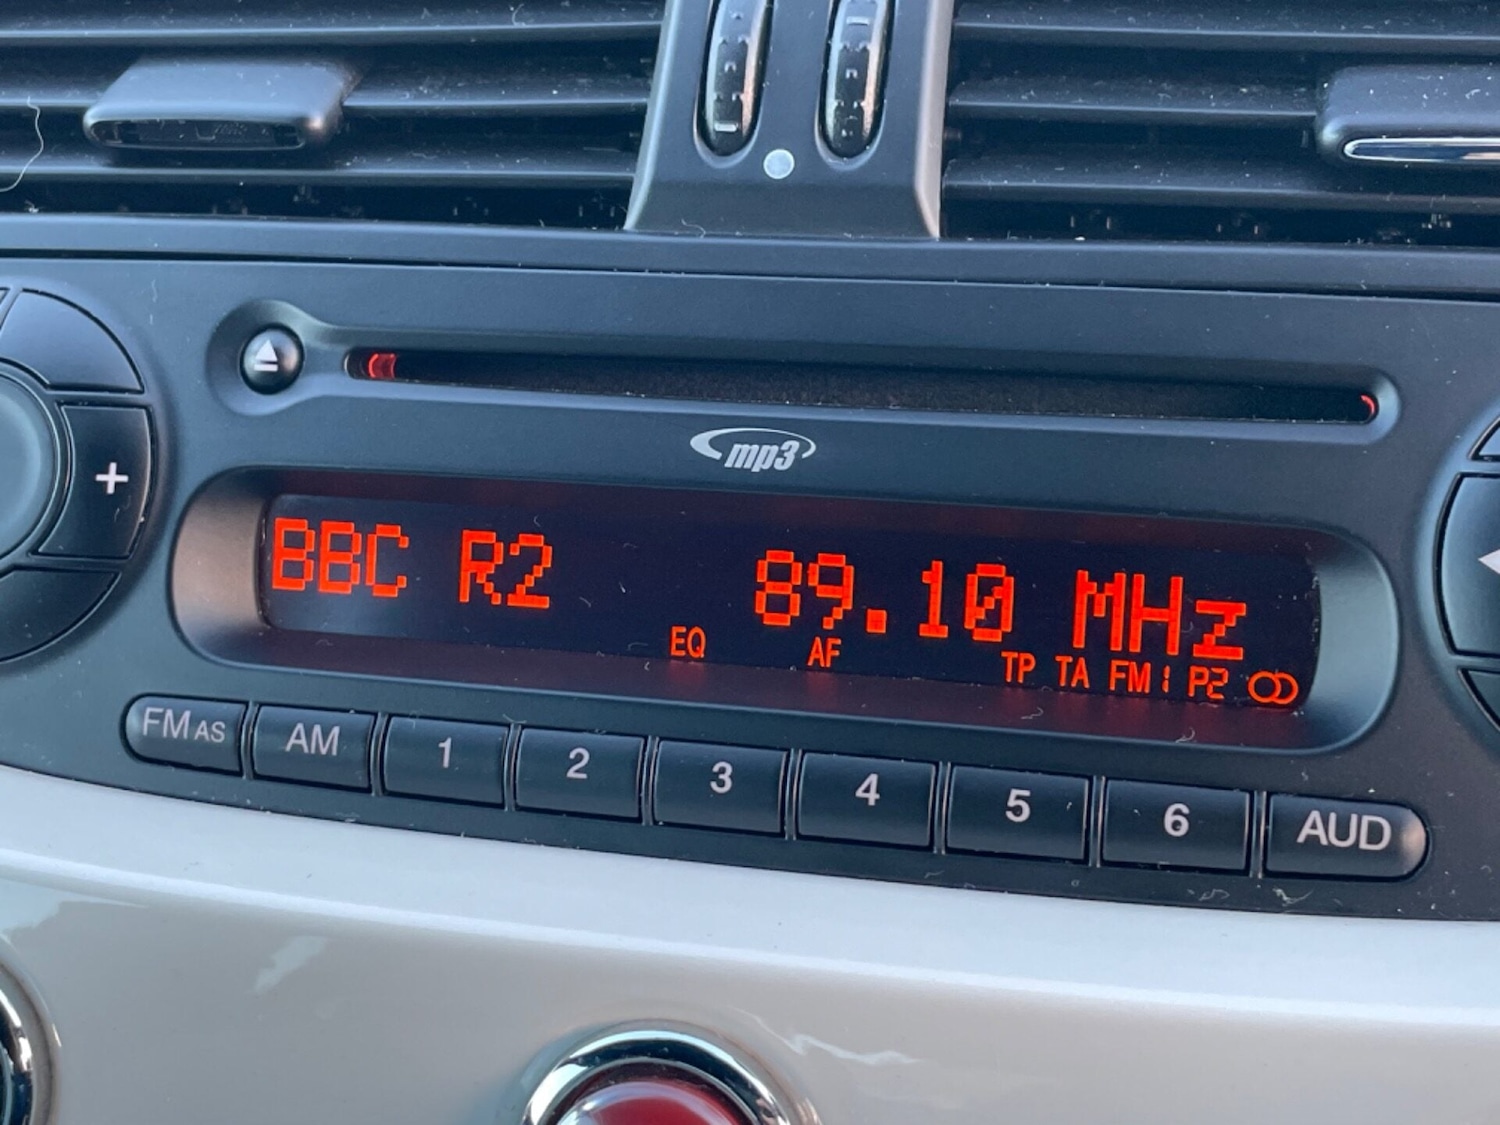 +
mp3
BBC R2 89.10 MHz
EQ AF TP TA FM1 P2
FM AS AM 1 2 3 4 5 6 AUD